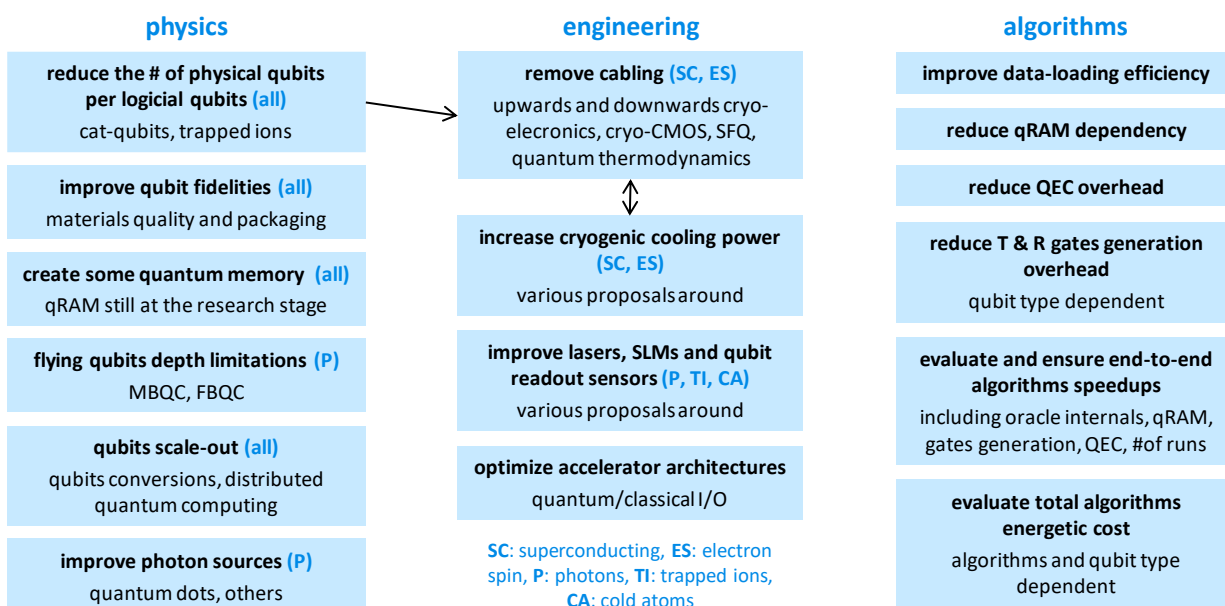 physics
reduce the # of physical qubits
per logicial qubits (all)
cat-qubits, trapped ions
improve qubit fidelities (all)
materials quality and packaging
create some quantum memory (all)
qRAM still at the research stage
flying qubits depth limitations (P)
MBQC, FBQC
qubits scale-out (all)
qubits conversions, distributed
quantum computing
improve photon sources (P)
quantum dots, others
engineering
remove cabling (SC, ES)
upwards and downwards cryo-
elecronics, cryo-CMOS, SFQ,
quantum thermodynamics
increase cryogenic cooling power
(SC, ES)
various proposals around
improve lasers, SLMs and qubit
readout sensors (P, TI, CA)
various proposals around
optimize accelerator architectures
quantum/classical I/O
SC: superconducting, ES: electron
spin, P: photons, TI: trapped ions,
CA: cold atoms
algorithms
improve data-loading efficiency
reduce qRAM dependency
reduce QEC overhead
reduce T & R gates generation
overhead
qubit type dependent
evaluate and ensure end-to-end
algorithms speedups
including oracle internals, qRAM,
gates generation, QEC, #of runs
evaluate total algorithms
energetic cost
algorithms and qubit type
dependent